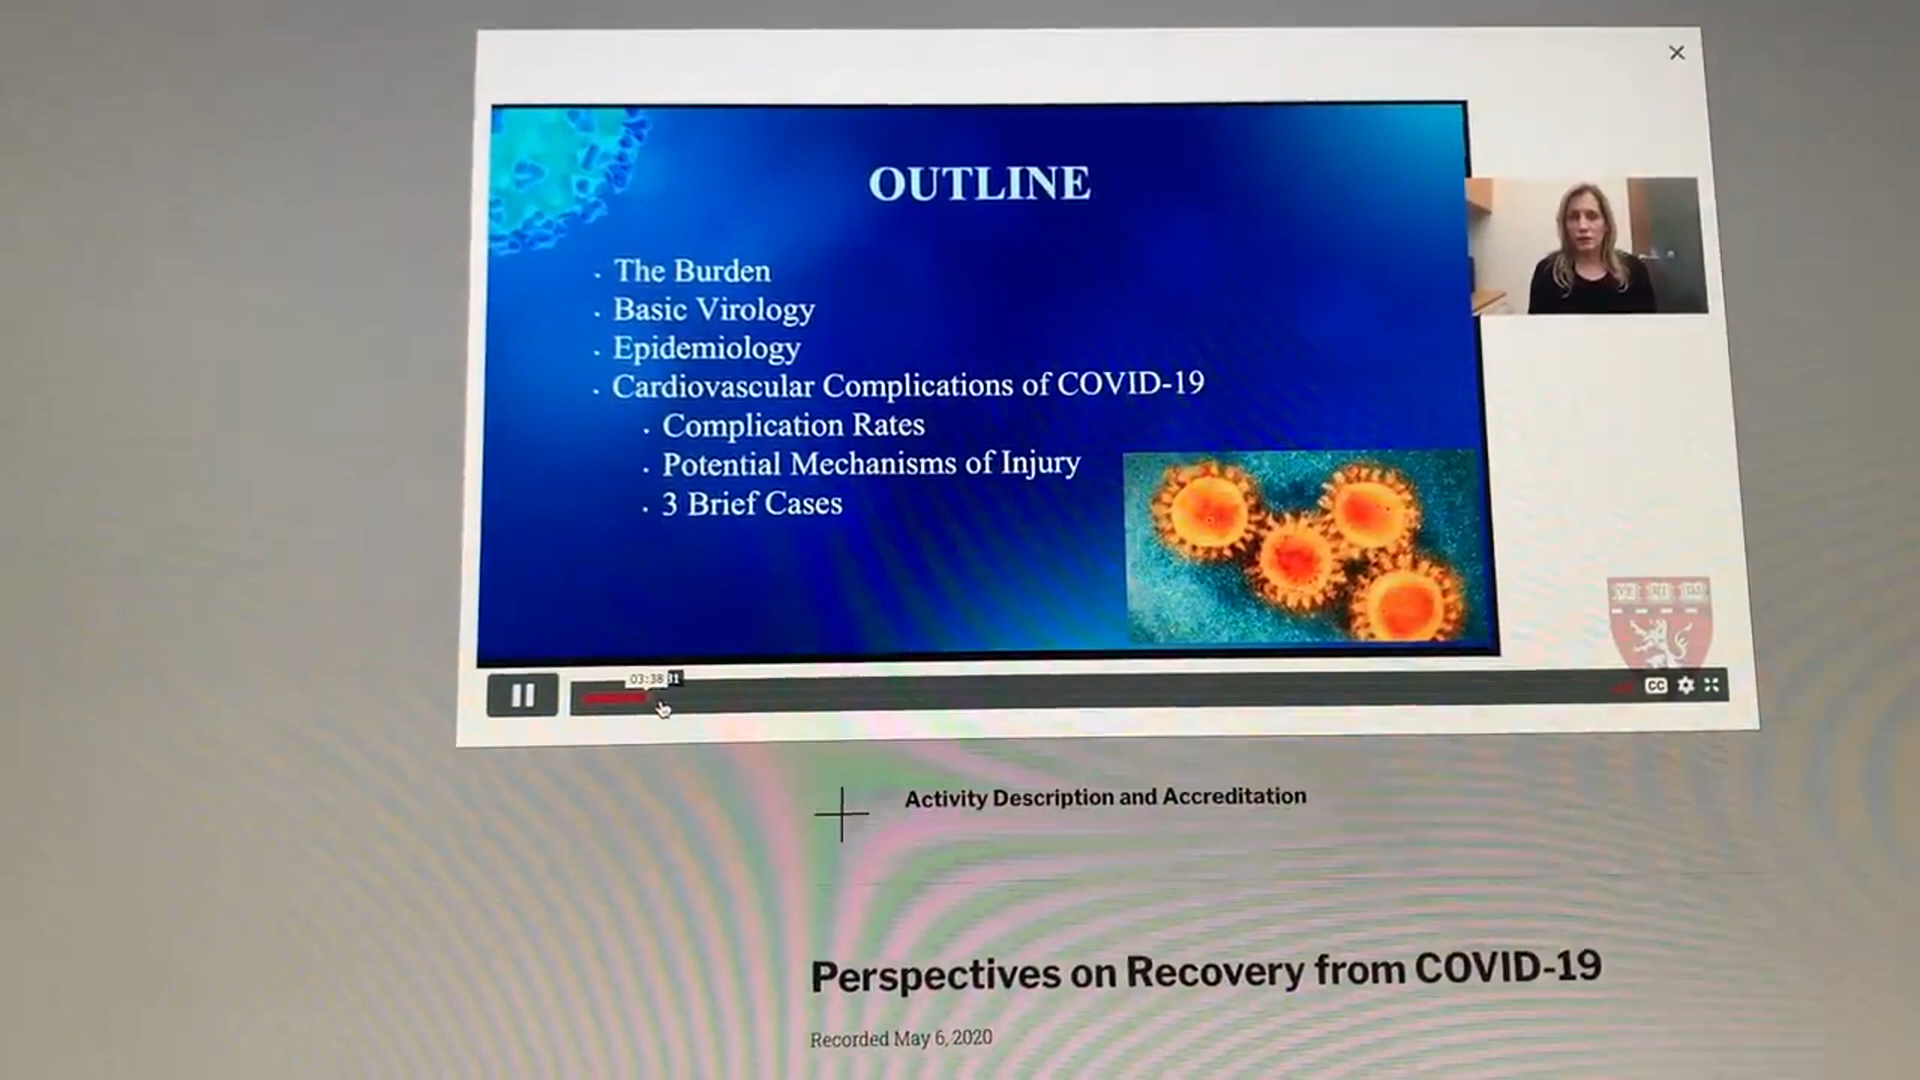 OUTLINE
· The Burden
· Basic Virology
· Epidemiology
· Cardiovascular Complications of COVID-19
· Complication Rates
· Potential Mechanisms of Injury
· 3 Brief Cases
03:38
CC
Activity Description and Accreditation
Perspectives on Recovery from COVID-19
Recorded May 6, 2020